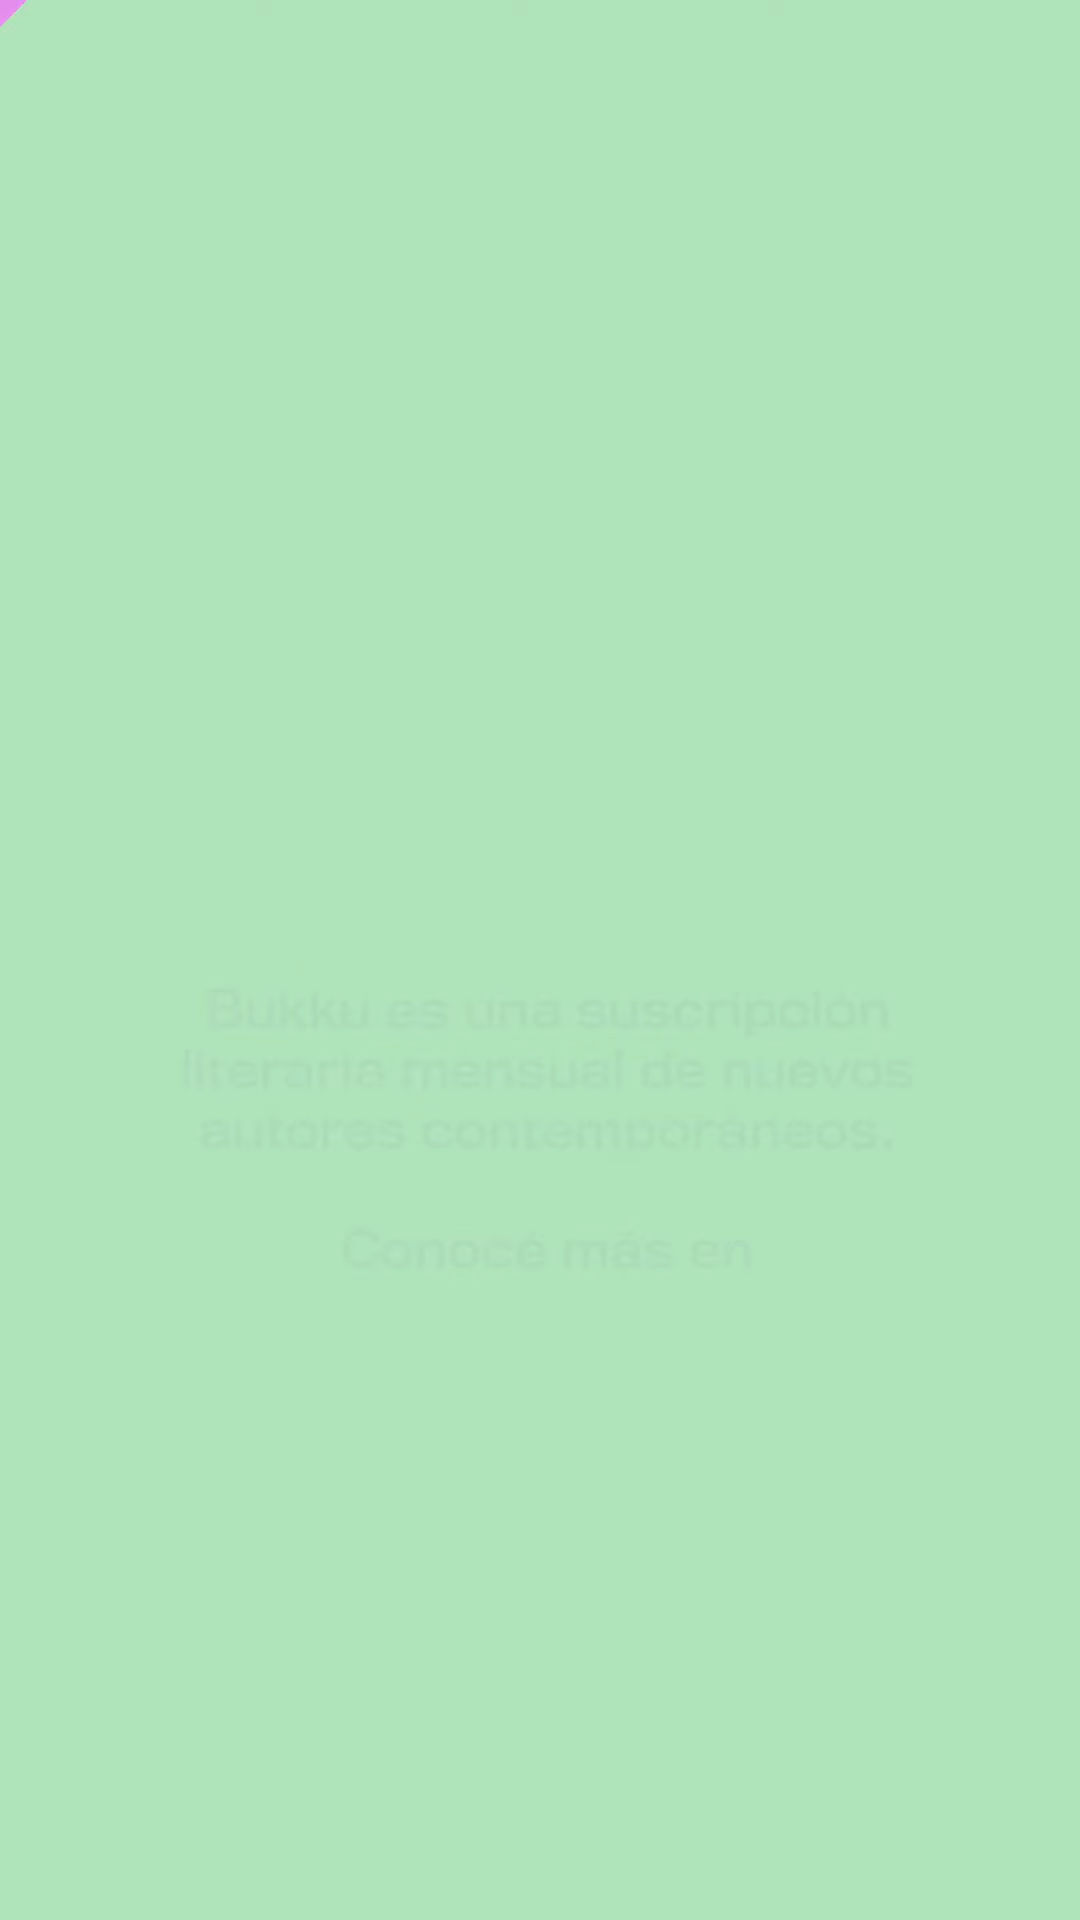 Bukku es una suscripción
literaria mensual de nuevos
autores contemporáneos.
Conocé más en